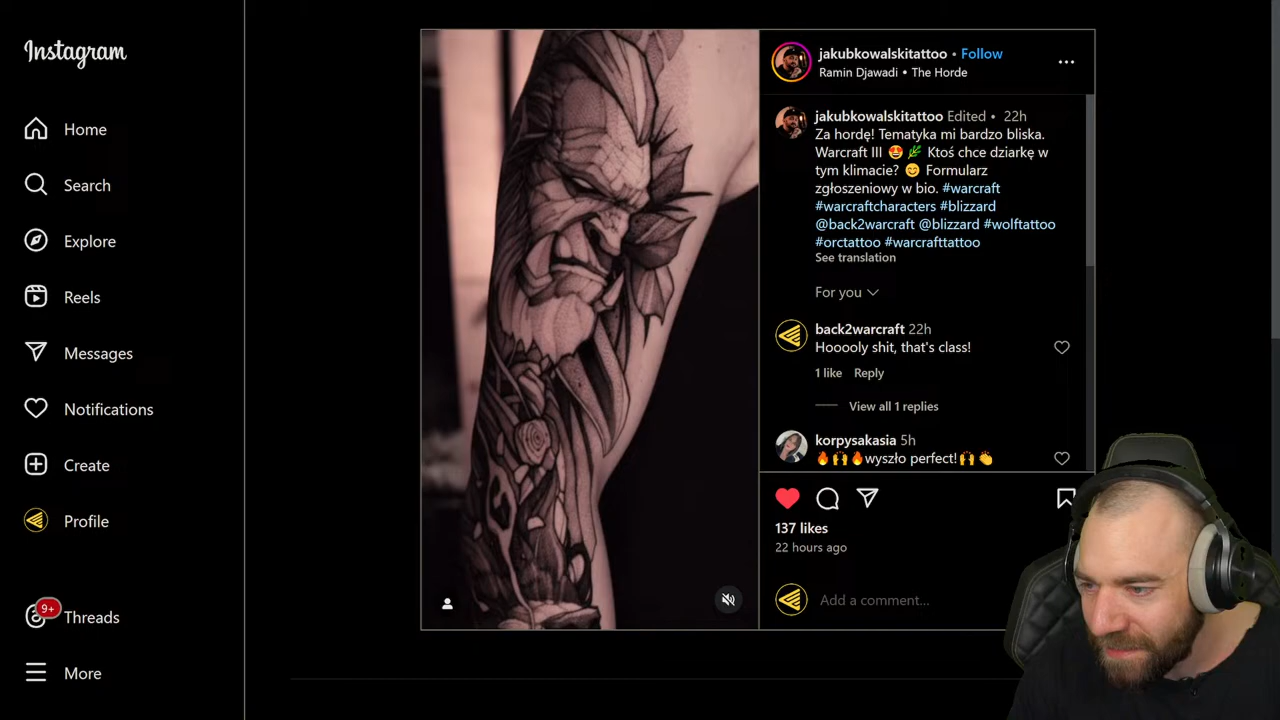 Instagram
Home
Search
Explore
Reels
Messages
Notifications
Create
Profile
9+
Threads
More
jakubkowalskitattoo • Follow
Ramin Djawadi • The Horde
jakubkowalskitattoo Edited • 22h
Za hordę! Tematyka mi bardzo bliska.
Warcraft III 😍 🌿 Ktoś chce dziarkę w
tym klimacie? 😊 Formularz
zgłoszeniowy w bio. #warcraft
#warcraftcharacters #blizzard
@back2warcraft @blizzard #wolftattoo
#orctattoo #warcrafttattoo
See translation
For you
back2warcraft 22h
Hooooly shit, that's class!
1 like Reply
View all 1 replies
korpysakasia 5h
🔥🙌🔥wyszło perfect!🙌👏
137 likes
22 hours ago
Add a comment...